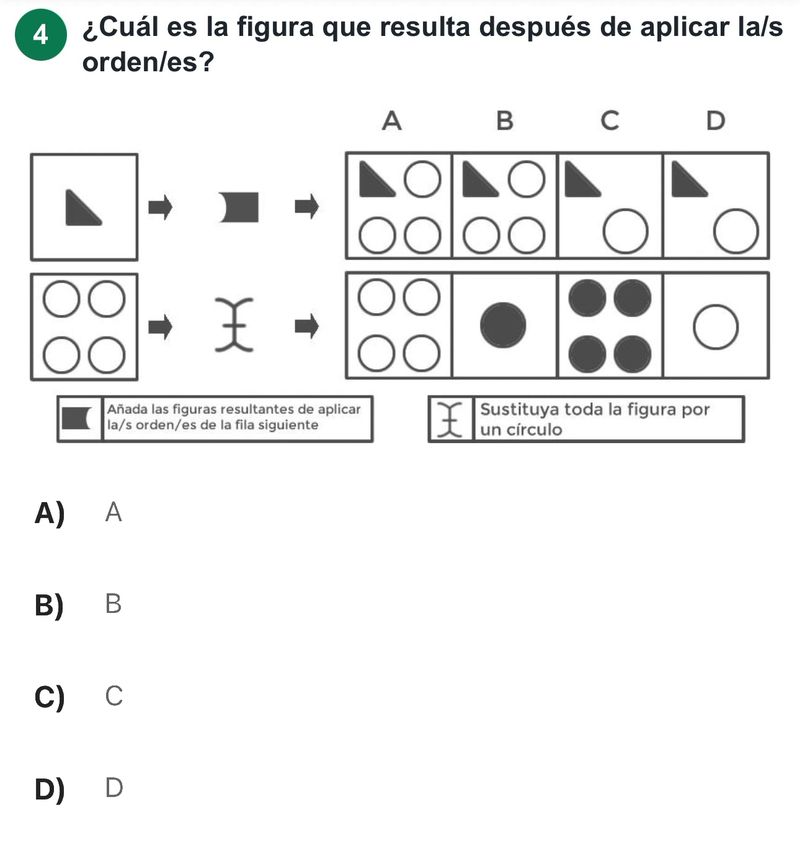 4 ¿Cuál es la figura que resulta después de aplicar la/s
orden/es?
A B C D
Añada las figuras resultantes de aplicar
la/s orden/es de la fila siguiente
Sustituya toda la figura por
un círculo
A) A
B) B
C) C
D) D